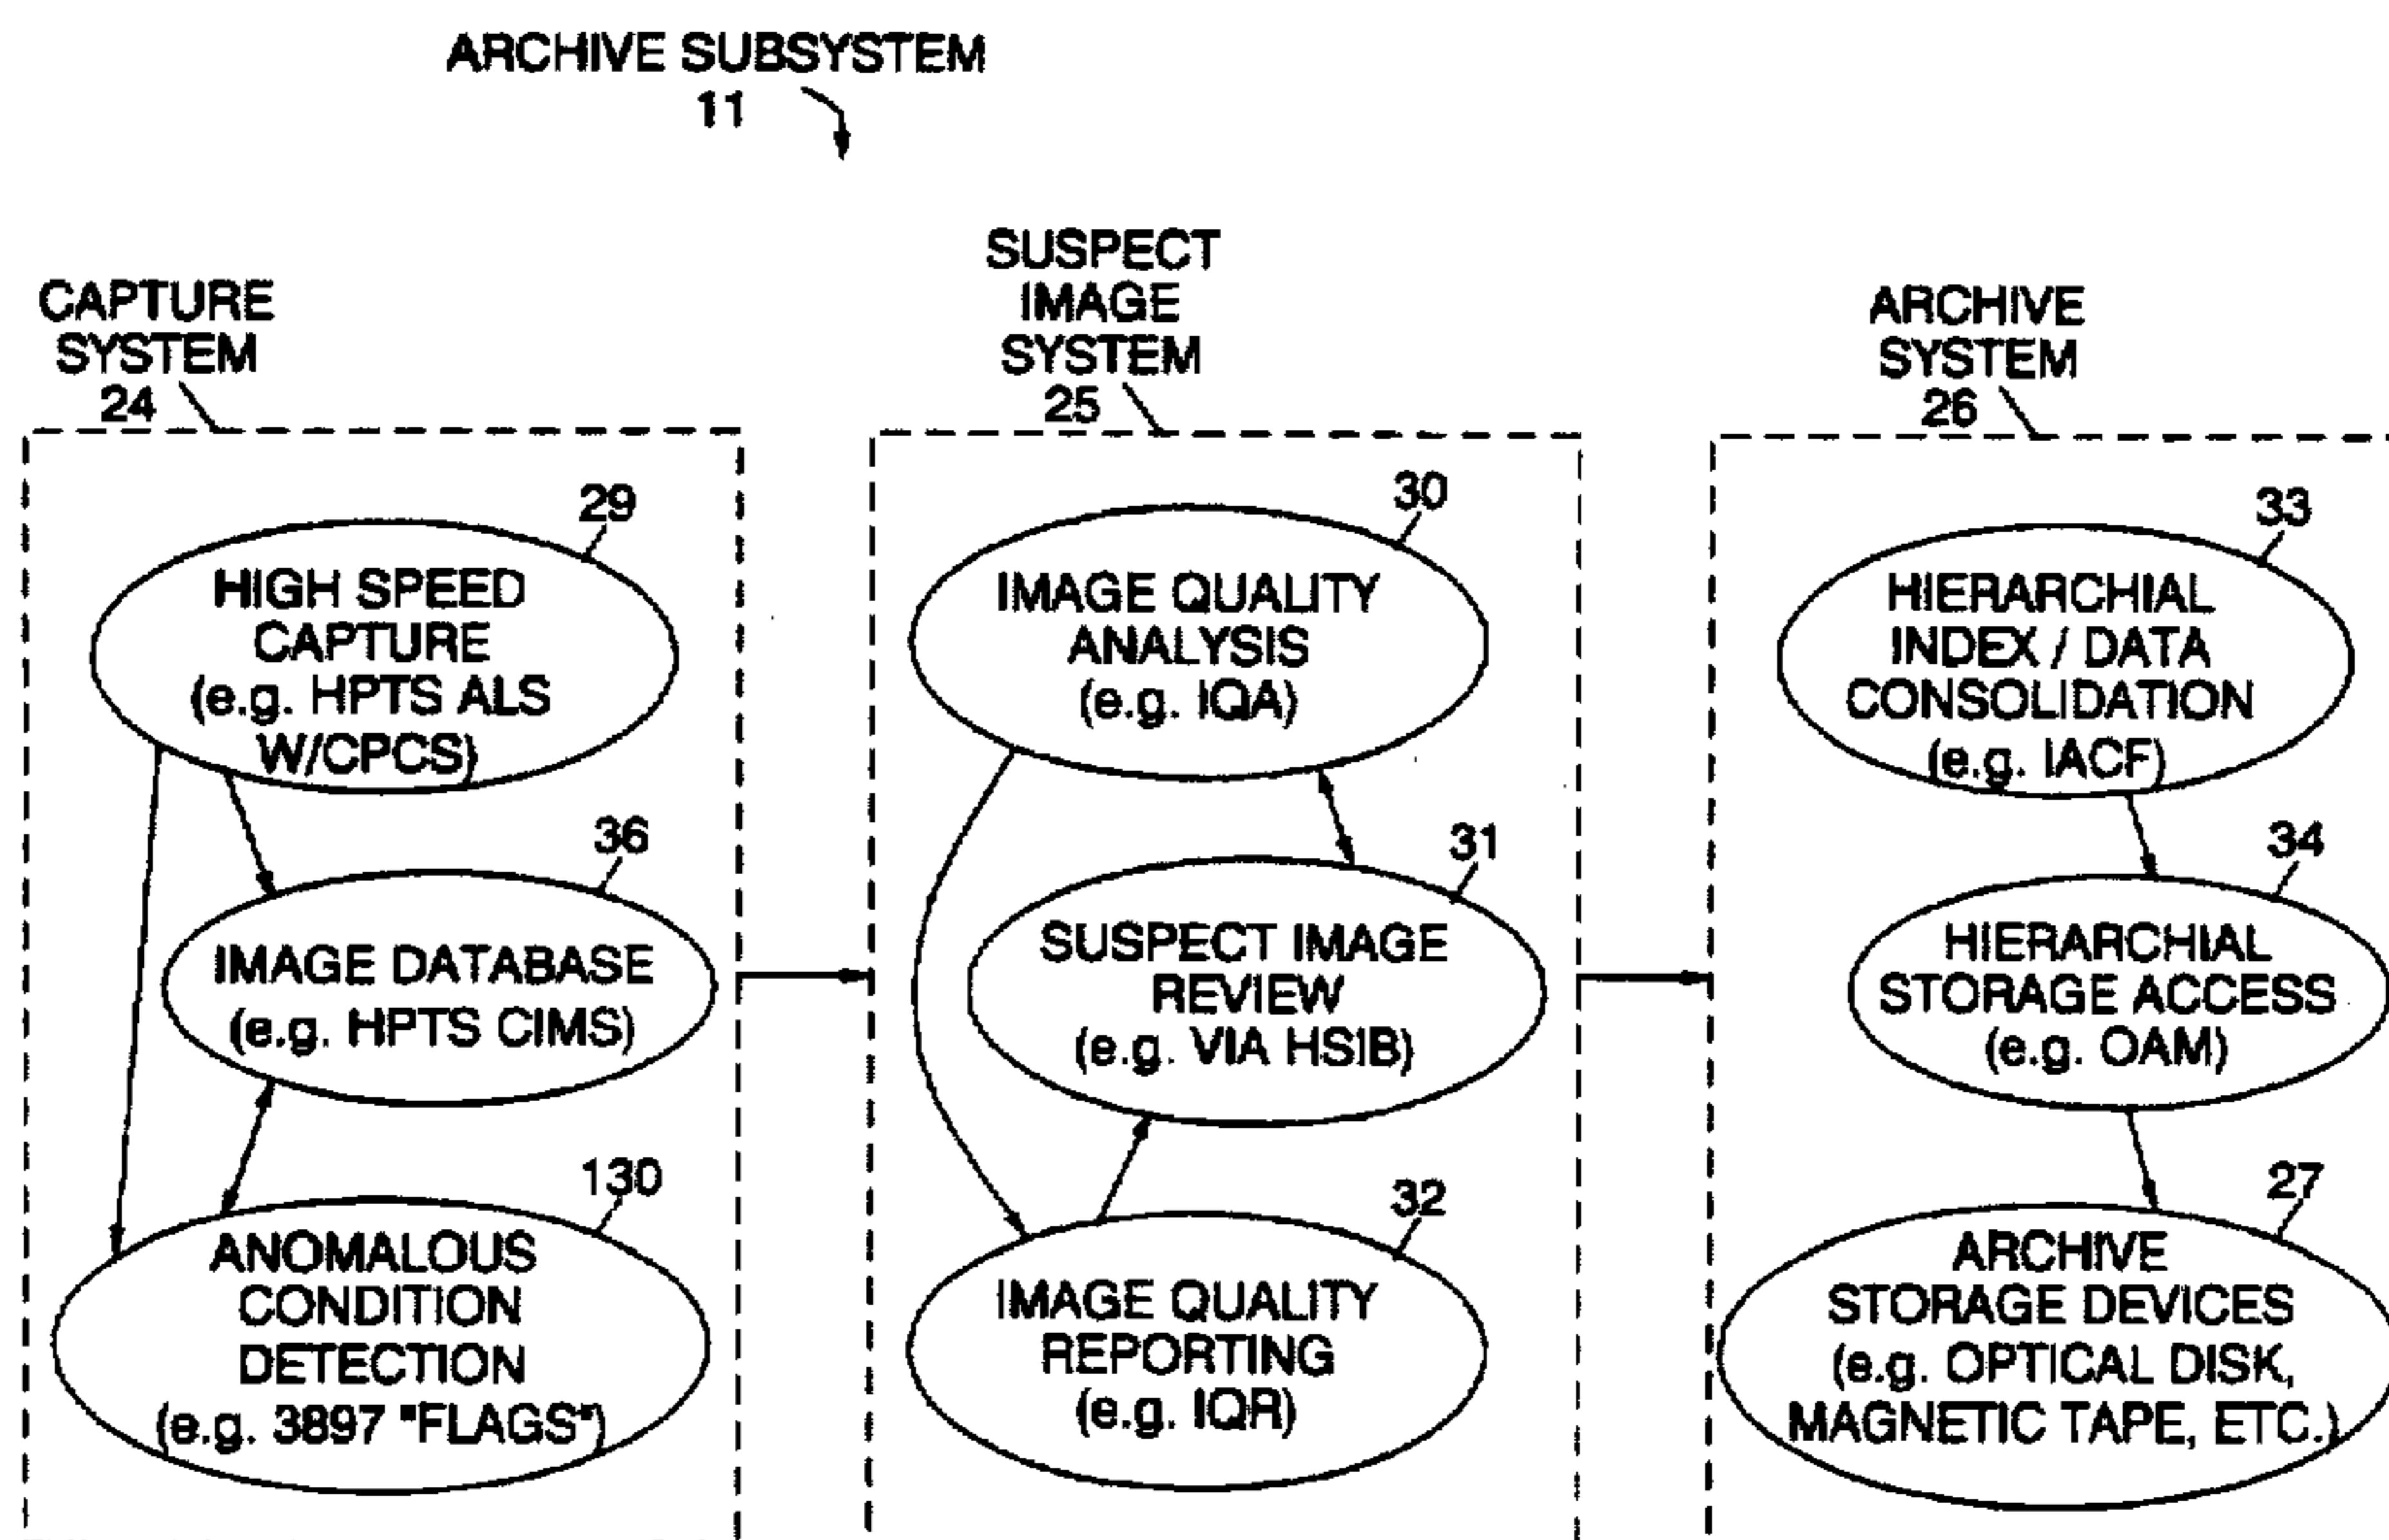 ARCHIVE SUBSYSTEM
11
CAPTURE
SYSTEM
24
29
HIGH SPEED
CAPTURE
(e.g. HPTS ALS
W/CPCS)
36
IMAGE DATABASE
(e.g. HPTS CIMS)
130
ANOMALOUS
CONDITION
DETECTION
(e.g. 3897 "FLAGS")
SUSPECT
IMAGE
SYSTEM
25
30
IMAGE QUALITY
ANALYSIS
(e.g. IQA)
31
SUSPECT IMAGE
REVIEW
(e.g. VIA HSIB)
32
IMAGE QUALITY
REPORTING
(e.g. IQR)
ARCHIVE
SYSTEM
26
33
HIERARCHIAL
INDEX / DATA
CONSOLIDATION
(e.g. IACF)
34
HIERARCHIAL
STORAGE ACCESS
(e.g. OAM)
27
ARCHIVE
STORAGE DEVICES
(e.g. OPTICAL DISK,
MAGNETIC TAPE, ETC.)